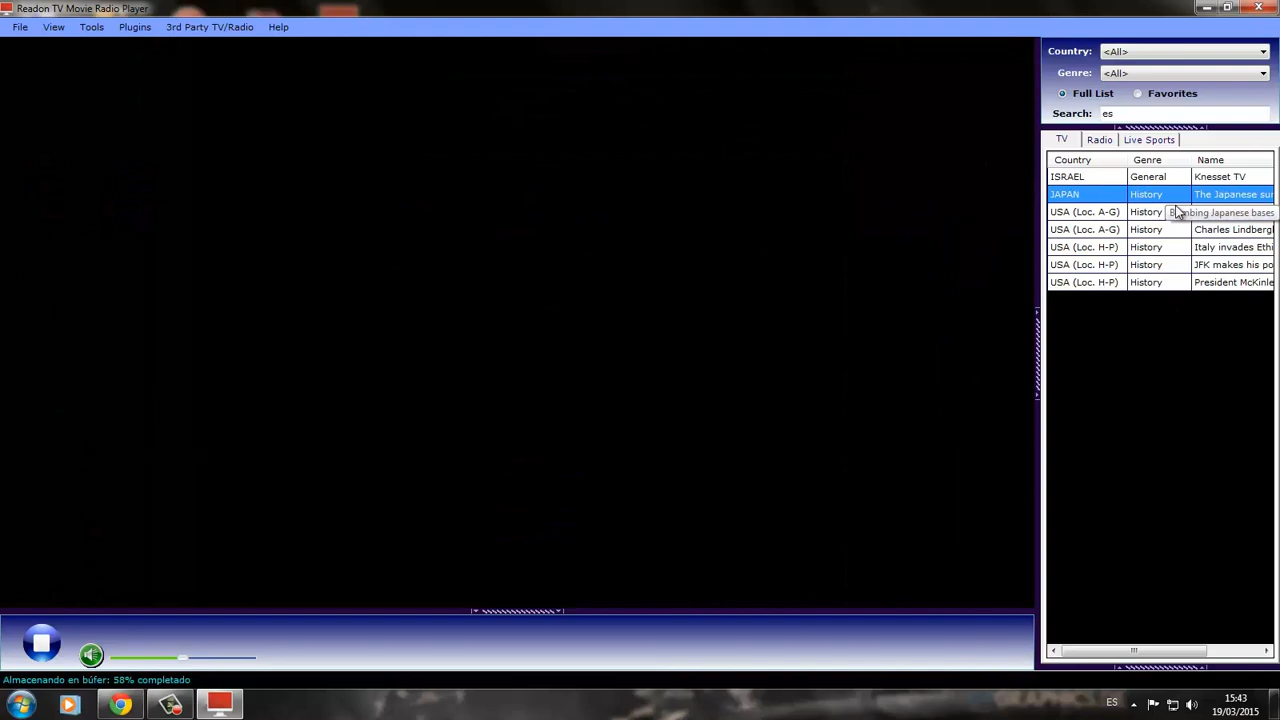 Readon TV Movie Radio Player
File View Tools Plugins 3rd Party TV/Radio Help
Country: <All>
Genre: <All>
Full List Favorites
Search: es
TV Radio Live Sports
Country Genre Name
ISRAEL General Knesset TV
JAPAN History The Japanese sur
USA (Loc. A-G) History
mbing Japanese bases
USA (Loc. A-G) History Charles Lindbergl
USA (Loc. H-P) History Italy invades Ethi
USA (Loc. H-P) History JFK makes his po
USA (Loc. H-P) History President McKinle
Almacenando en búfer: 58% completado
ES
15:43
19/03/2015